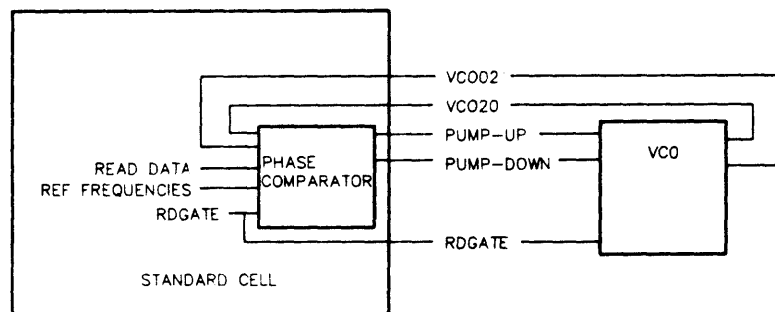 VCO02
VCO20
PUMP-UP
PUMP-DOWN
READ DATA
REF FREQUENCIES
RDGATE
PHASE
COMPARATOR
VCO
RDGATE
STANDARD CELL